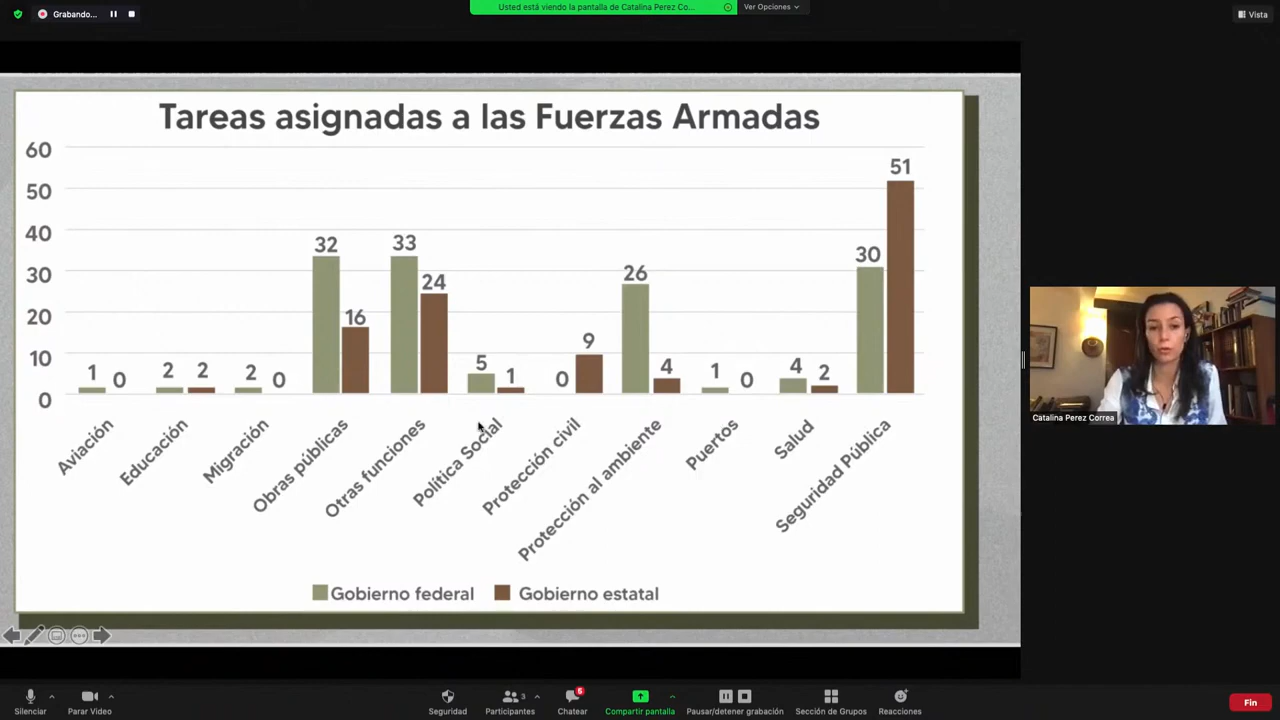 Grabando...
Usted está viendo la pantalla de Catalina Perez Co...
Ver Opciones
Vista
Tareas asignadas a las Fuerzas Armadas
60
50
40
30
20
10
0
1 0
2 2
2 0
32 16
33 24
5 1
0 9
26 4
1 0
4 2
30 51
Aviación
Educación
Migración
Obras públicas
Otras funciones
Política Social
Protección civil
Protección al ambiente
Puertos
Salud
Seguridad Pública
Gobierno federal
Gobierno estatal
Catalina Perez Correa
Silenciar
Parar Video
Seguridad
3
Participantes
6
Chatear
Compartir pantalla
Pausar/detener grabación
Sección de Grupos
Reacciones
Fin